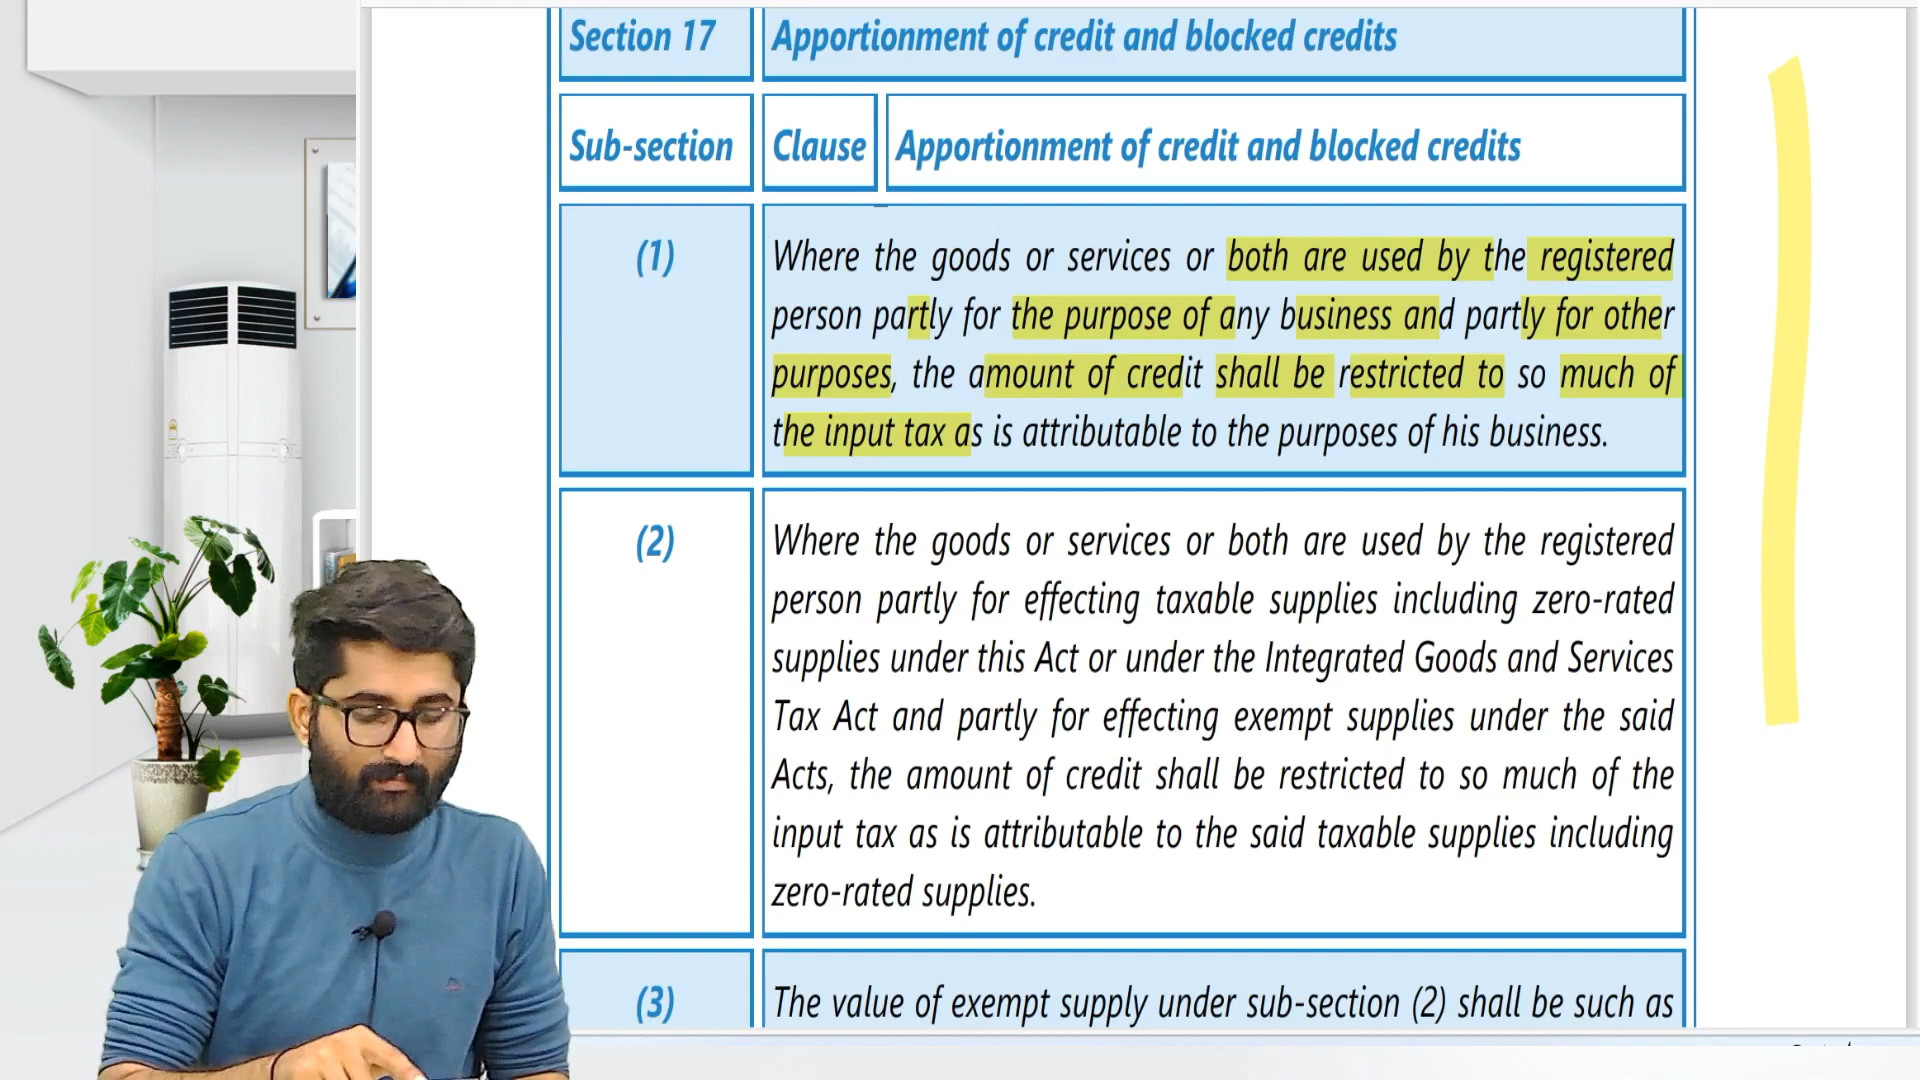 Section 17
Apportionment of credit and blocked credits
Sub-section
Clause
Apportionment of credit and blocked credits
(1)
Where the goods or services or both are used by the registered
person partly for the purpose of any business and partly for other
purposes, the amount of credit shall be restricted to so much of
the input tax as is attributable to the purposes of his business.
(2)
Where the goods or services or both are used by the registered
person partly for effecting taxable supplies including zero-rated
supplies under this Act or under the Integrated Goods and Services
Tax Act and partly for effecting exempt supplies under the said
Acts, the amount of credit shall be restricted to so much of the
input tax as is attributable to the said taxable supplies including
zero-rated supplies.
(3)
The value of exempt supply under sub-section (2) shall be such as